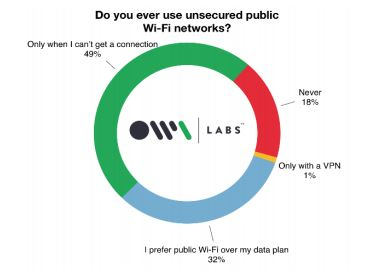 Do you ever use unsecured public
Wi-Fi networks?
Only when I can't get a connection
49%
Never
18%
LABS
Only with a VPN
1%
I prefer public Wi-Fi over my data plan
32%